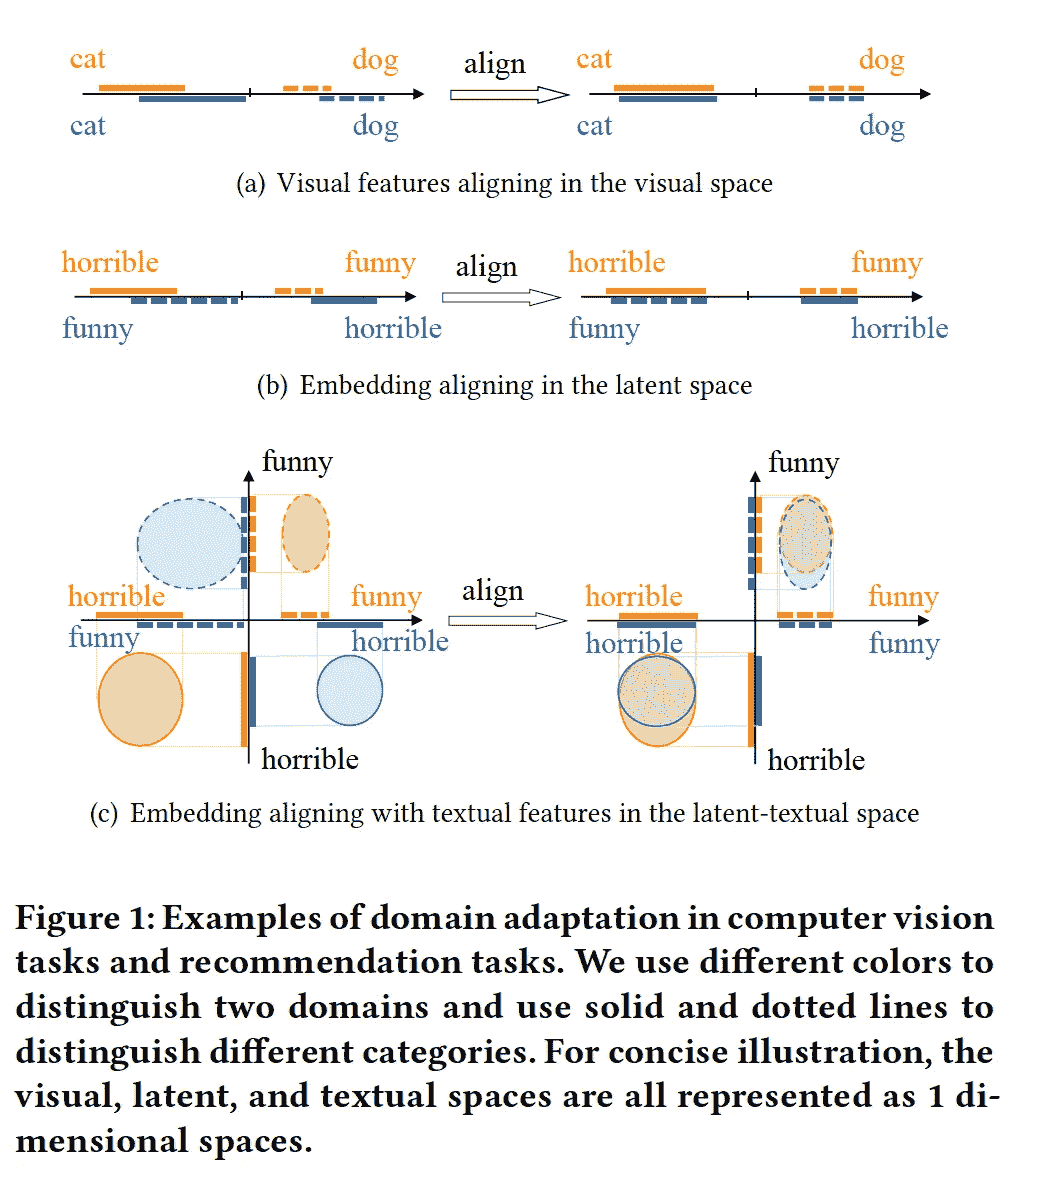 cat dog align cat dog
cat dog cat dog
(a) Visual features aligning in the visual space
horrible funny align horrible funny
funny horrible funny horrible
(b) Embedding aligning in the latent space
funny funny
horrible funny align horrible funny
funny horrible horrible funny
horrible horrible
(c) Embedding aligning with textual features in the latent-textual space
Figure 1: Examples of domain adaptation in computer vision
tasks and recommendation tasks. We use different colors to
distinguish two domains and use solid and dotted lines to
distinguish different categories. For concise illustration, the
visual, latent, and textual spaces are all represented as 1 di-
mensional spaces.